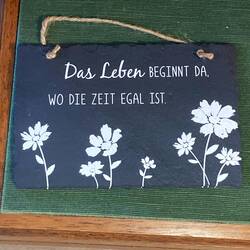 Das Leben BEGINNT DA,
WO DIE ZEIT EGAL IST.